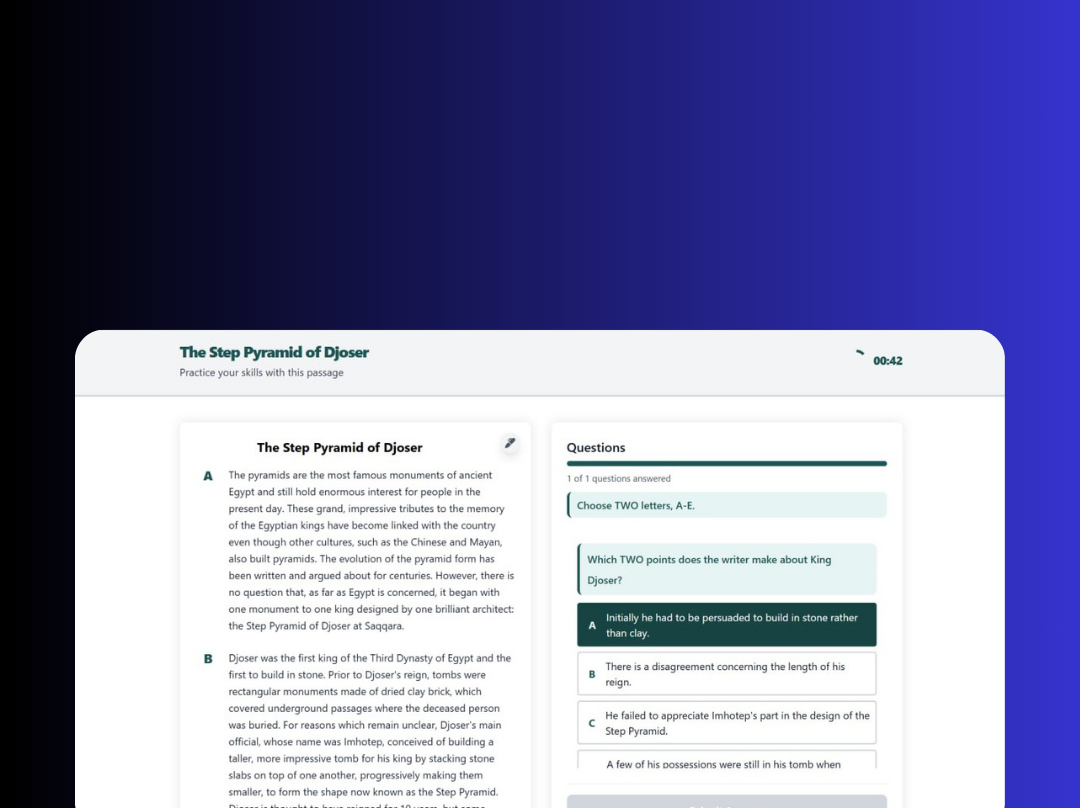 The Step Pyramid of Djoser
Practice your skills with this passage
00:42
The Step Pyramid of Djoser
A
The pyramids are the most famous monuments of ancient
Egypt and still hold enormous interest for people in the
present day. These grand, impressive tributes to the memory
of the Egyptian kings have become linked with the country
even though other cultures, such as the Chinese and Mayan,
also built pyramids. The evolution of the pyramid form has
been written and argued about for centuries. However, there is
no question that, as far as Egypt is concerned, it began with
one monument to one king designed by one brilliant architect:
the Step Pyramid of Djoser at Saqqara.
B
Djoser was the first king of the Third Dynasty of Egypt and the
first to build in stone. Prior to Djoser's reign, tombs were
rectangular monuments made of dried clay brick, which
covered underground passages where the deceased person
was buried. For reasons which remain unclear, Djoser's main
official, whose name was Imhotep, conceived of building a
taller, more impressive tomb for his king by stacking stone
slabs on top of one another, progressively making them
smaller, to form the shape now known as the Step Pyramid.
Djoser is thought to have reigned for 19 years, but some
Questions
1 of 1 questions answered
Choose TWO letters, A-E.
Which TWO points does the writer make about King
Djoser?
A
Initially he had to be persuaded to build in stone rather
than clay.
B
There is a disagreement concerning the length of his
reign.
C
He failed to appreciate Imhotep's part in the design of the
Step Pyramid.
A few of his possessions were still in his tomb when